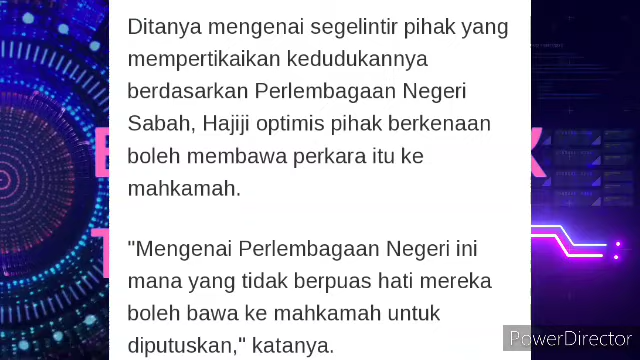 Ditanya mengenai segelintir pihak yang
mempertikaikan kedudukannya
berdasarkan Perlembagaan Negeri
Sabah, Hajiji optimis pihak berkenaan
boleh membawa perkara itu ke
mahkamah.
"Mengenai Perlembagaan Negeri ini
mana yang tidak berpuas hati mereka
boleh bawa ke mahkamah untuk
diputuskan," katanya.
PowerDirector